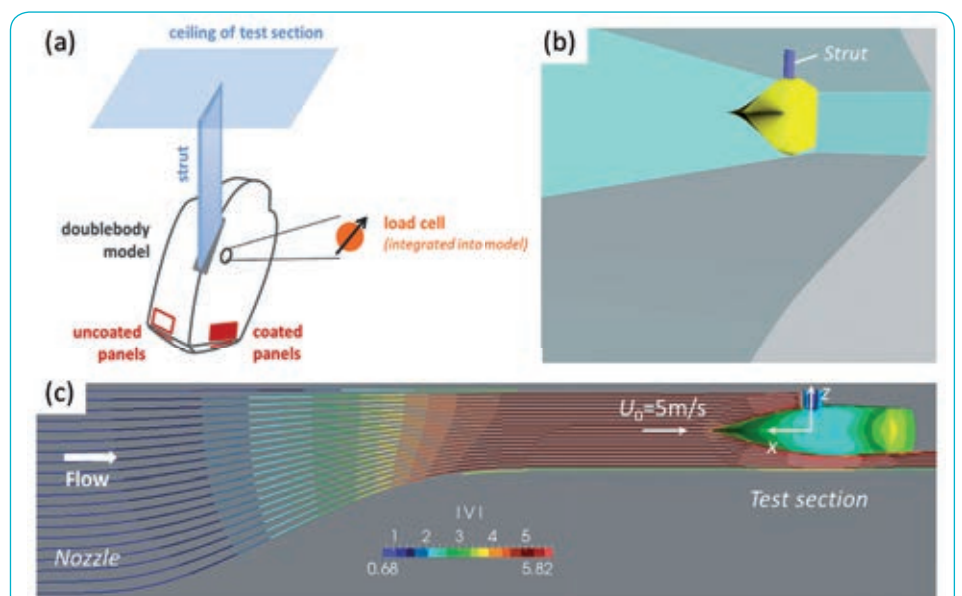 (a)
ceiling of test section
strut
doublebody
model
load cell
(integrated into model)
uncoated
panels
coated
panels
(b)
Strut
(c)
U₀=5m/s
z
x
Flow
Test section
Nozzle
|V|
1 2 3 4 5
0.68 5.82